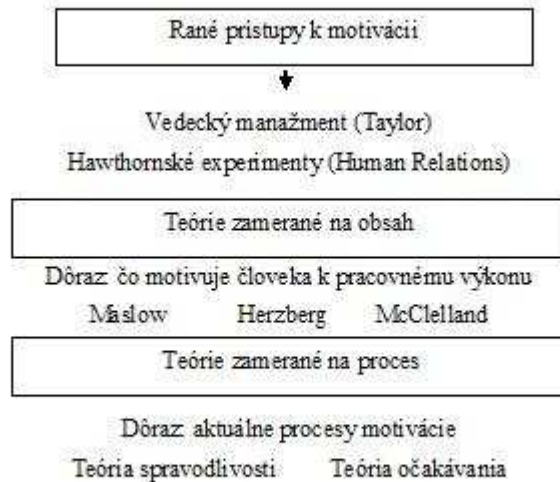 Rané pristupy k motivácii
Vedecký manažment (Taylor)
Hawthornské experimenty (Human Relations)
Teórie zamerané na obsah
Dôraz: čo motivuje človeka k pracovnému výkonu
Maslow Herzberg McClelland
Teórie zamerané na proces
Dôraz: aktuálne procesy motivácie
Teória spravodlivosti Teória očakávania